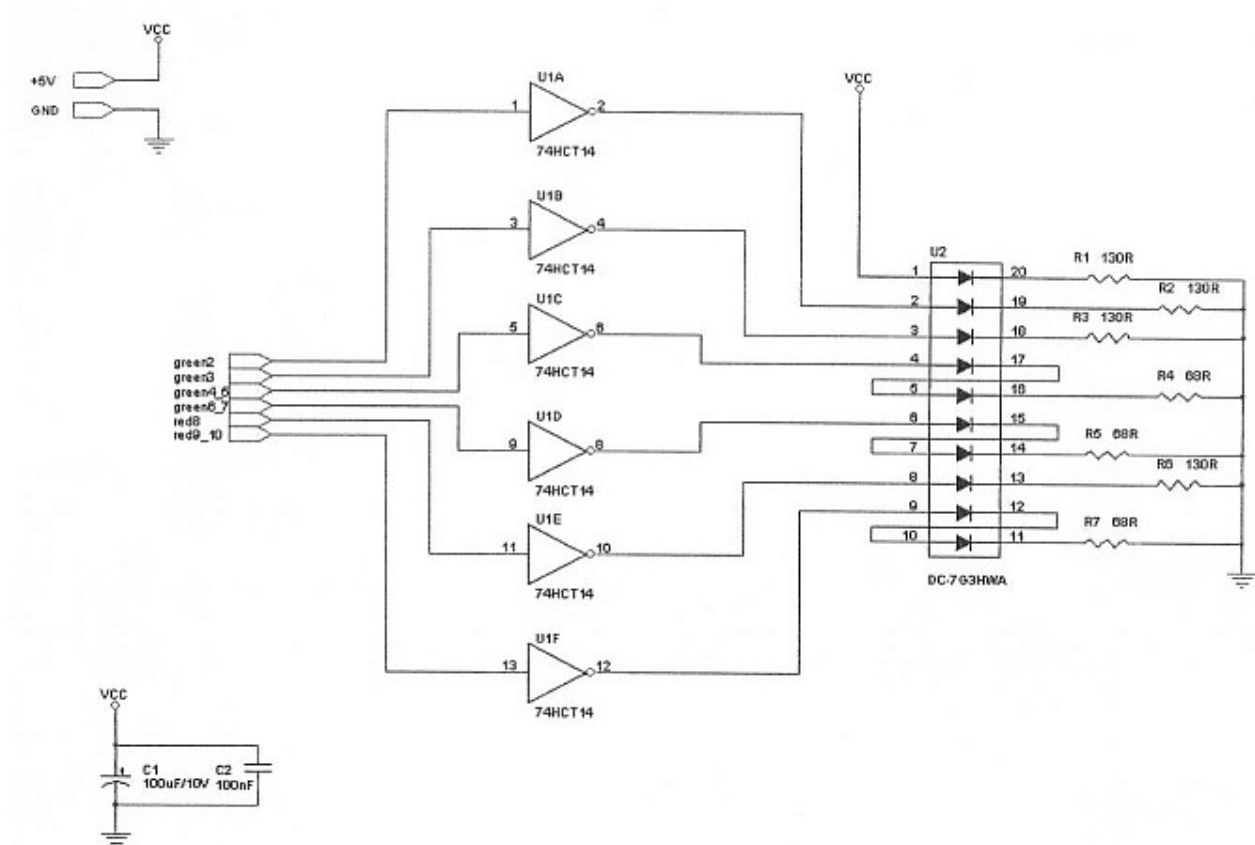 VCC
+5V
GND
U1A
1
2
74HCT14
VCC
U1B
3
4
74HCT14
U2
1
20
R1 130R
2
19
R2 130R
3
18
R3 130R
4
17
5
16
R4 68R
6
15
7
14
R5 68R
8
13
R6 130R
9
12
10
11
R7 68R
DC-7G3HWA
U1C
5
6
74HCT14
green2
green3
green4_5
green6_7
red8
red9_10
U1D
9
8
74HCT14
U1E
11
10
74HCT14
U1F
13
12
74HCT14
VCC
+
C1
100uF/10V
C2
100nF